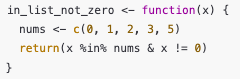 in_list_not_zero <- function(x) {
  nums <- c(0, 1, 2, 3, 5)
  return(x %in% nums & x != 0)
}